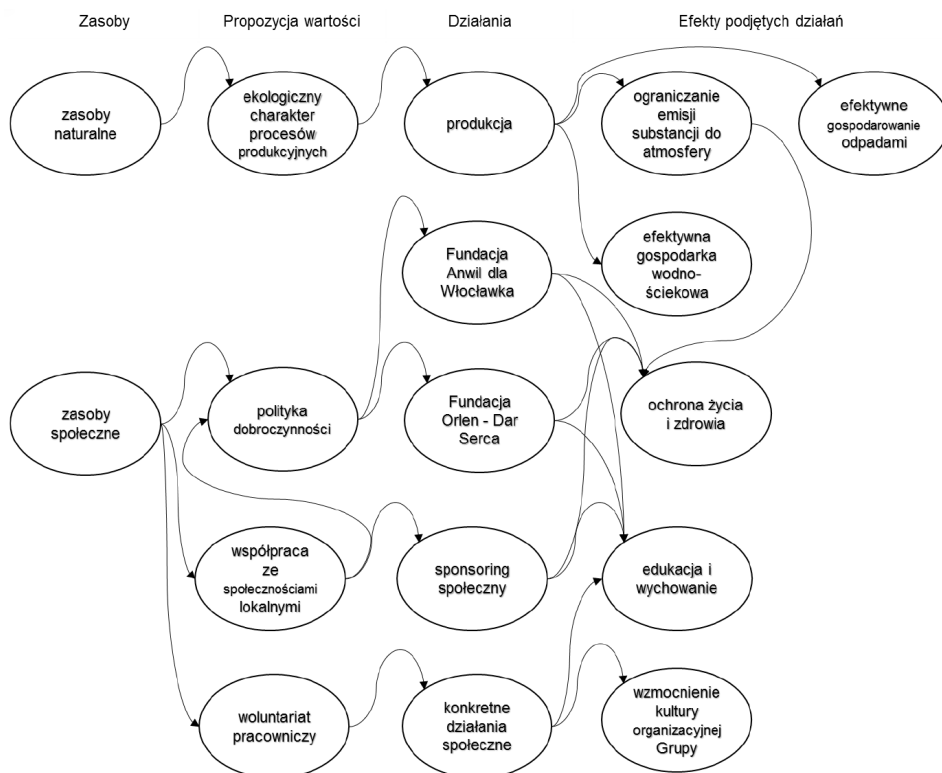 Zasoby
Propozycja wartości
Działania
Efekty podjętych działań
zasoby
naturalne
ekologiczny
charakter
procesów
produkcyjnych
produkcja
ograniczanie
emisji
substancji do
atmosfery
efektywne
gospodarowanie
odpadami
Fundacja
Anwil dla
Włocławka
efektywna
gospodarka
wodno-
ściekowa
zasoby
społeczne
polityka
dobroczynności
Fundacja
Orlen - Dar
Serca
ochrona życia
i zdrowia
współpraca
ze
społecznościami
lokalnymi
sponsoring
społeczny
edukacja i
wychowanie
woluntariat
pracowniczy
konkretne
działania
społeczne
wzmocnienie
kultury
organizacyjnej
Grupy